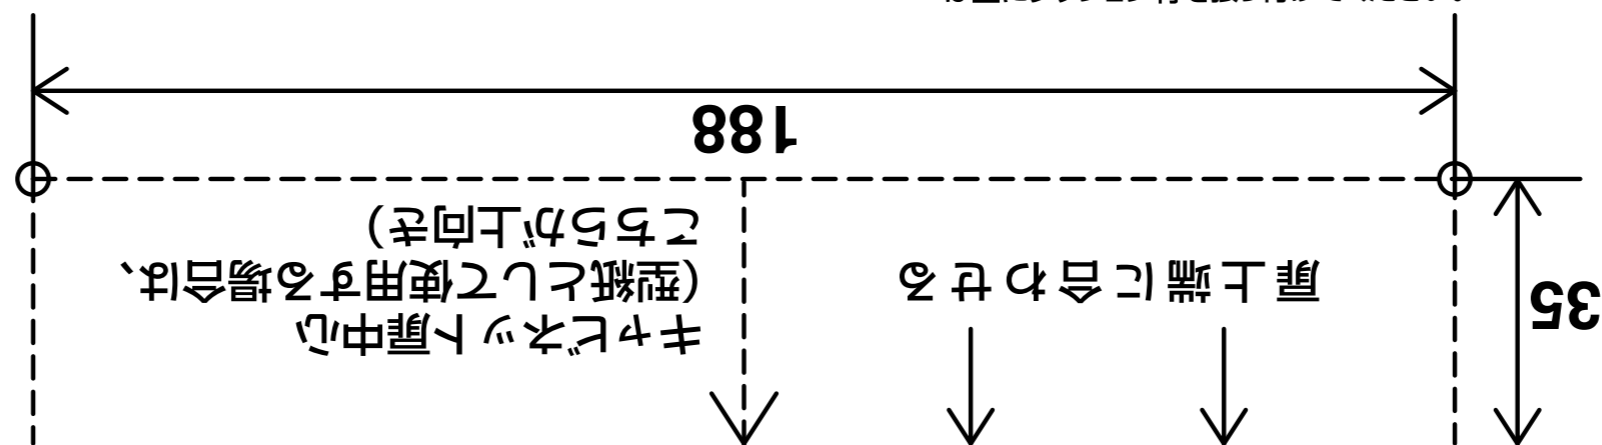 35
扉上端に合わせる
キャビネット扉中心
(型紙として使用する場合は、
こちらが上向き)
188